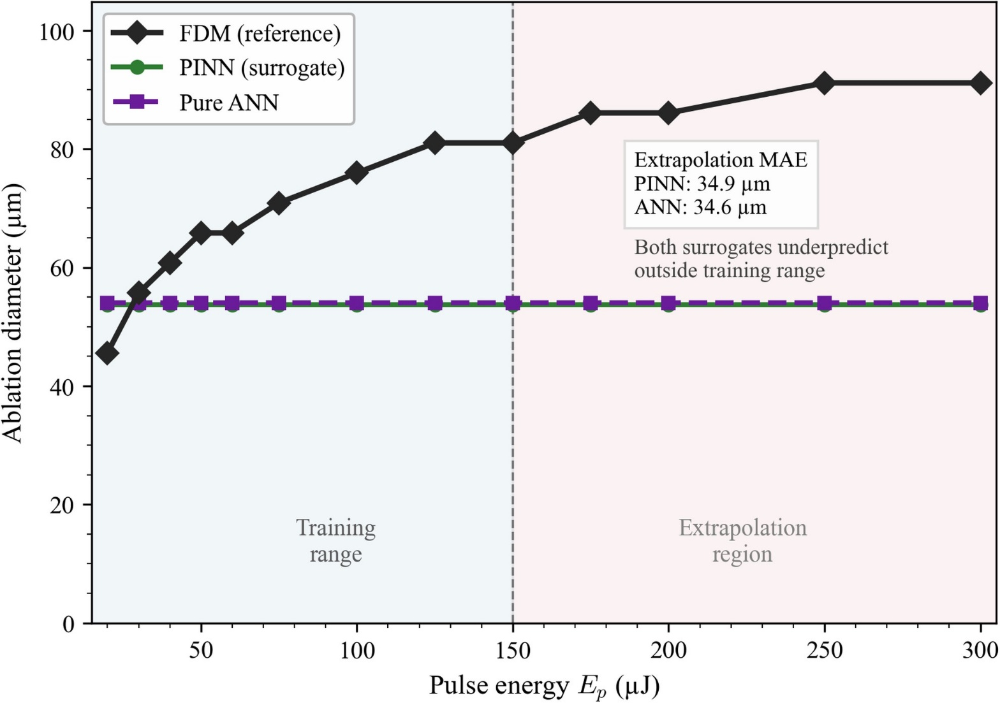 FDM (reference)
PINN (surrogate)
Pure ANN
Extrapolation MAE
PINN: 34.9 µm
ANN: 34.6 µm
Both surrogates underpredict
outside training range
Training
range
Extrapolation
region
Ablation diameter (µm)
100
80
60
40
20
0
50
100
150
200
250
300
Pulse energy Eₚ (µJ)